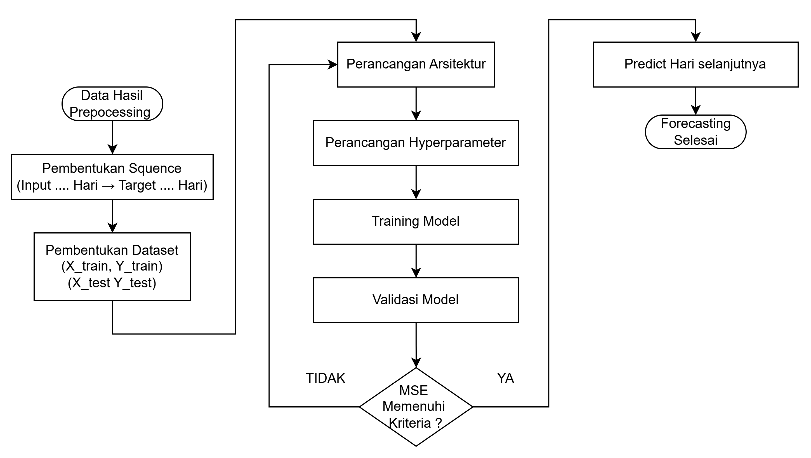 Data Hasil
Prepocessing
Pembentukan Squence
(Input .... Hari → Target .... Hari)
Pembentukan Dataset
(X_train, Y_train)
(X_test Y_test)
Perancangan Arsitektur
Perancangan Hyperparameter
Training Model
Validasi Model
MSE
Memenuhi
Kriteria ?
TIDAK
YA
Predict Hari selanjutnya
Forecasting
Selesai